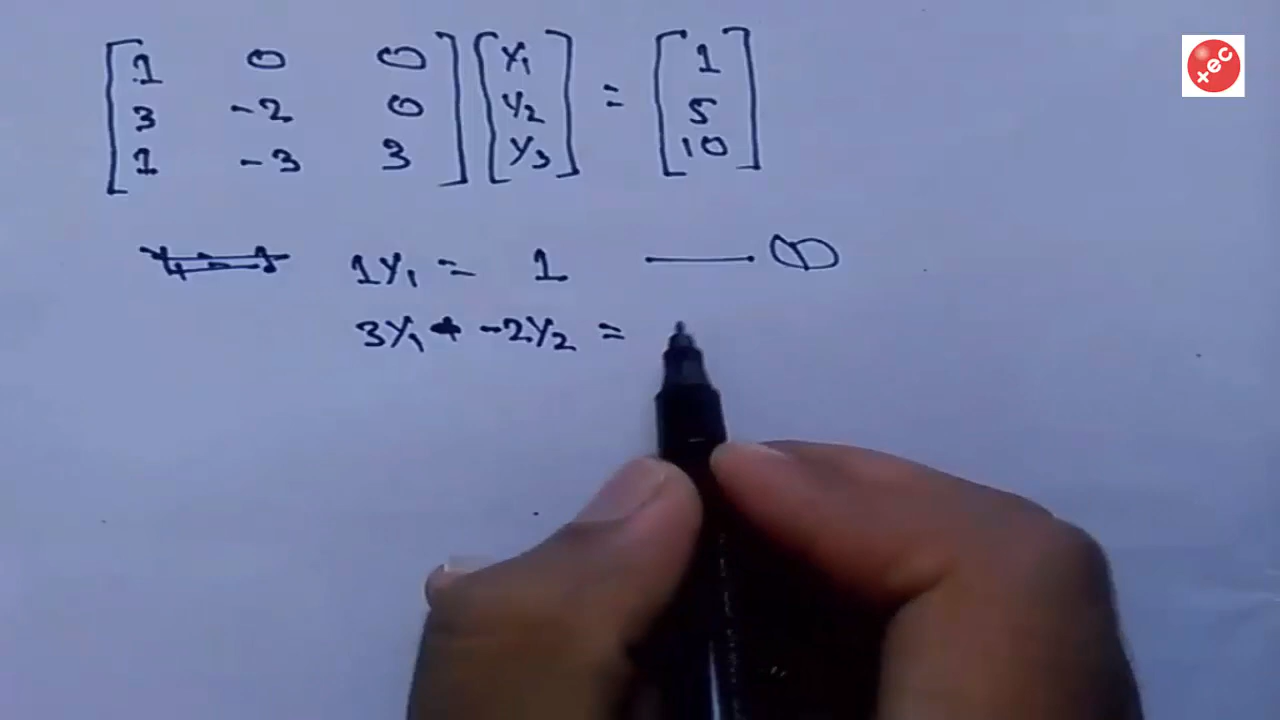 [1 0 0] [y1] = [1]
[3 -2 0] [y2] [5]
[1 -3 3] [y3] [10]
1y1 = 1 —— ①
3y1 -2y2 =
xec